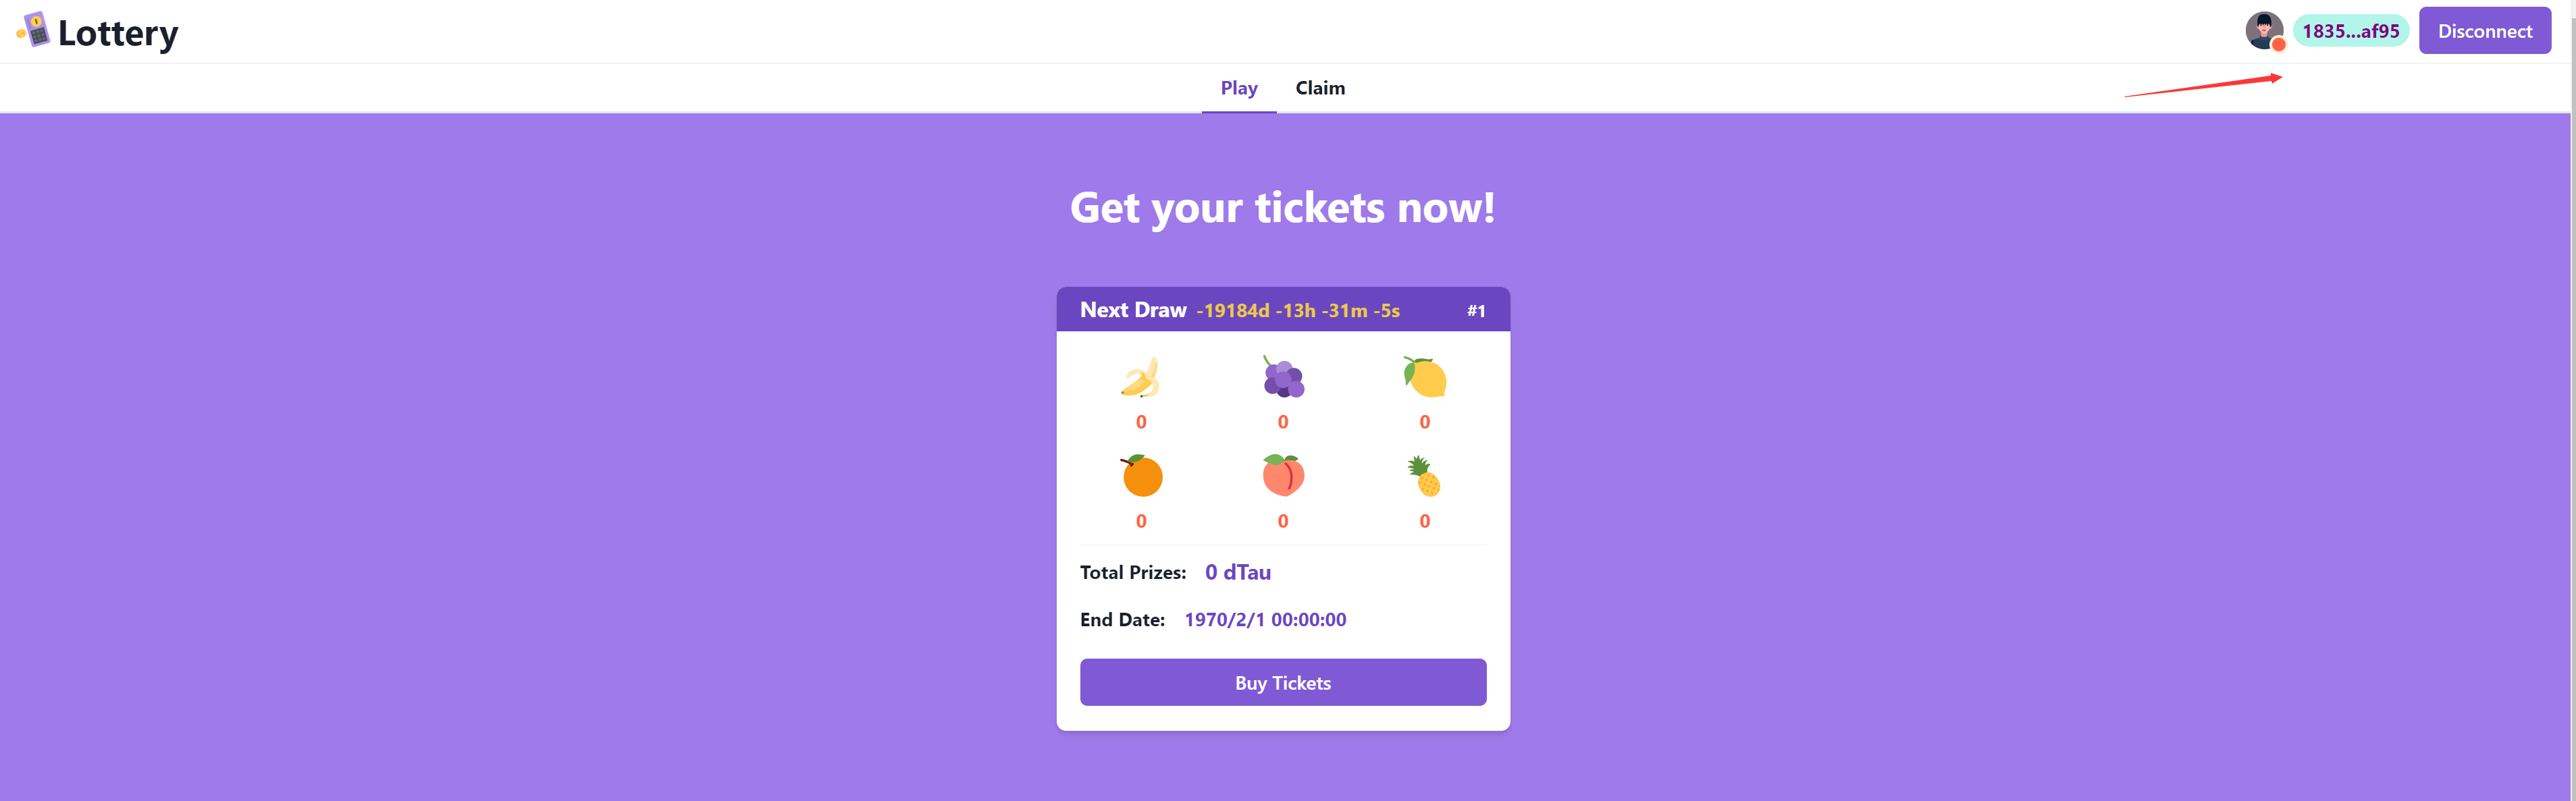 Lottery
1835...af95
Disconnect
Play
Claim
Get your tickets now!
Next Draw -19184d -13h -31m -5s #1
0 0 0
0 0 0
Total Prizes: 0 dTau
End Date: 1970/2/1 00:00:00
Buy Tickets